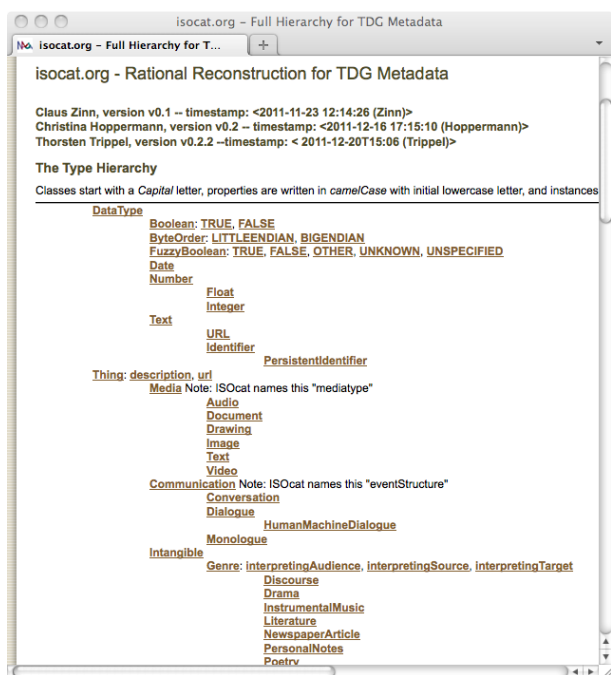 isocat.org – Full Hierarchy for TDG Metadata
isocat.org – Full Hierarchy for T...
isocat.org - Rational Reconstruction for TDG Metadata
Claus Zinn, version v0.1 -- timestamp: <2011-11-23 12:14:26 (Zinn)>
Christina Hoppermann, version v0.2 -- timestamp: <2011-12-16 17:15:10 (Hoppermann)>
Thorsten Trippel, version v0.2.2 --timestamp: < 2011-12-20T15:06 (Trippel)>
The Type Hierarchy
Classes start with a Capital letter, properties are written in camelCase with initial lowercase letter, and instances
DataType
Boolean: TRUE, FALSE
ByteOrder: LITTLEENDIAN, BIGENDIAN
FuzzyBoolean: TRUE, FALSE, OTHER, UNKNOWN, UNSPECIFIED
Date
Number
Float
Integer
Text
URL
Identifier
PersistentIdentifier
Thing: description, url
Media Note: ISOcat names this "mediatype"
Audio
Document
Drawing
Image
Text
Video
Communication Note: ISOcat names this "eventStructure"
Conversation
Dialogue
HumanMachineDialogue
Monologue
Intangible
Genre: interpretingAudience, interpretingSource, interpretingTarget
Discourse
Drama
InstrumentalMusic
Literature
NewspaperArticle
PersonalNotes
Poetry